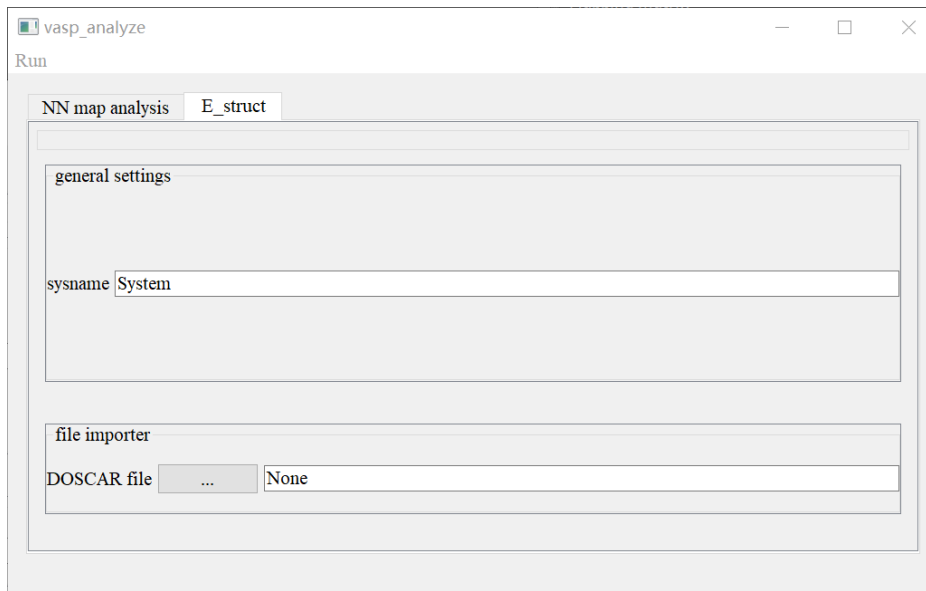 vasp_analyze
Run
NN map analysis E_struct
general settings
sysname System
file importer
DOSCAR file ... None